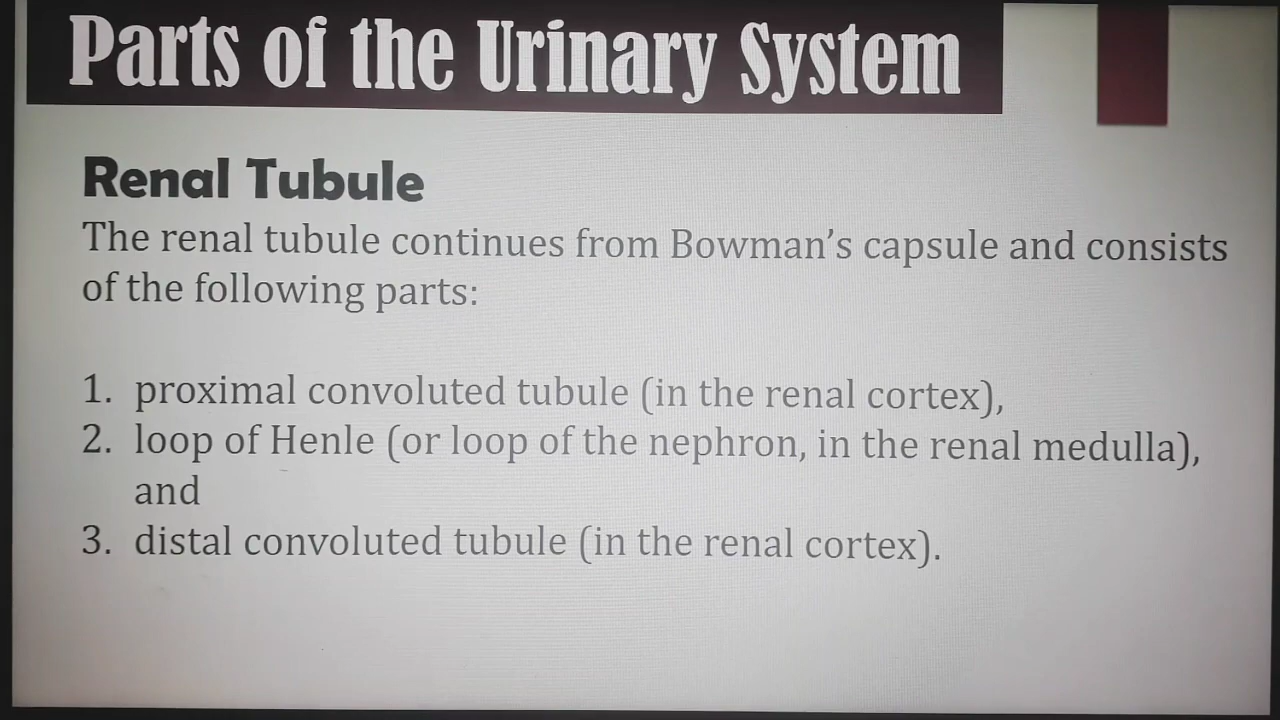 Parts of the Urinary System
Renal Tubule
The renal tubule continues from Bowman's capsule and consists
of the following parts:
1. proximal convoluted tubule (in the renal cortex),
2. loop of Henle (or loop of the nephron, in the renal medulla),
and
3. distal convoluted tubule (in the renal cortex).